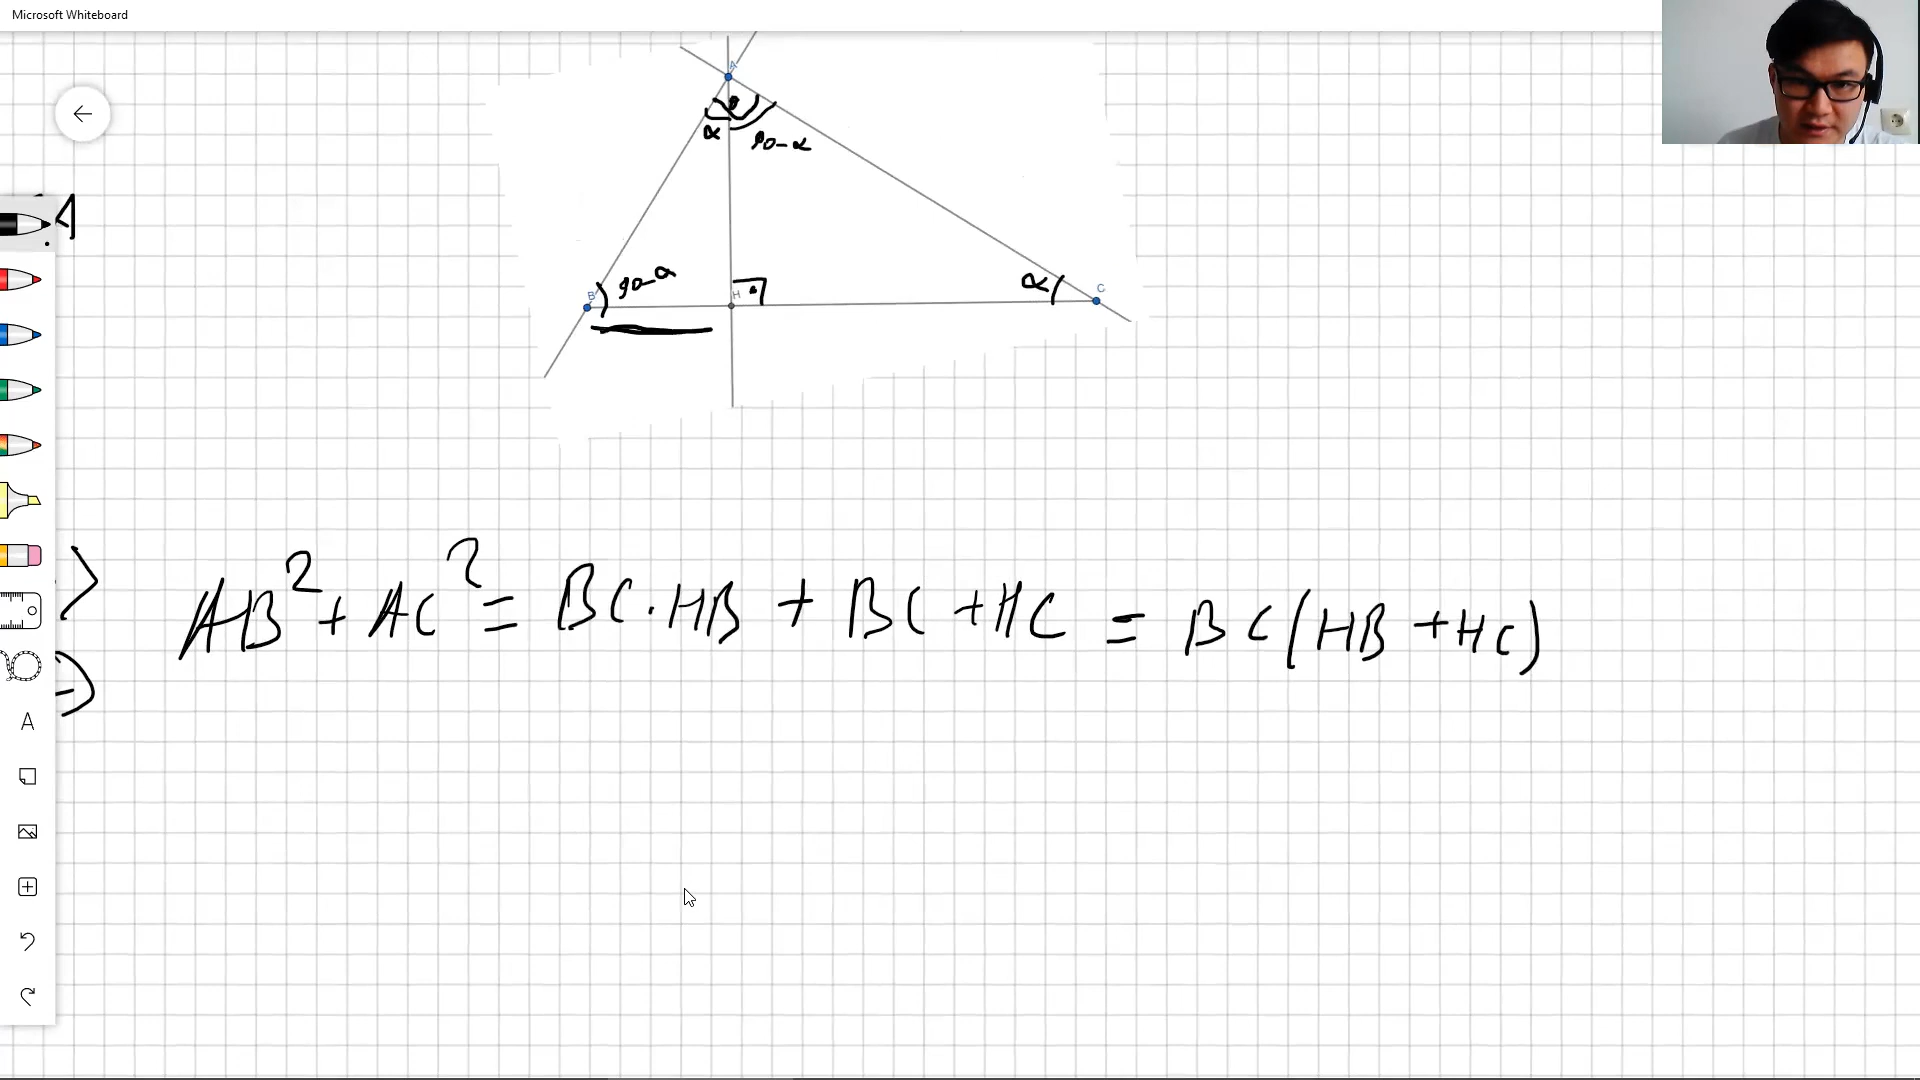 Microsoft Whiteboard
A
A
α
90-α
90-α
α
B
H
C
AB²+AC² = BC·HB + BC+HC = BC(HB+HC)
A